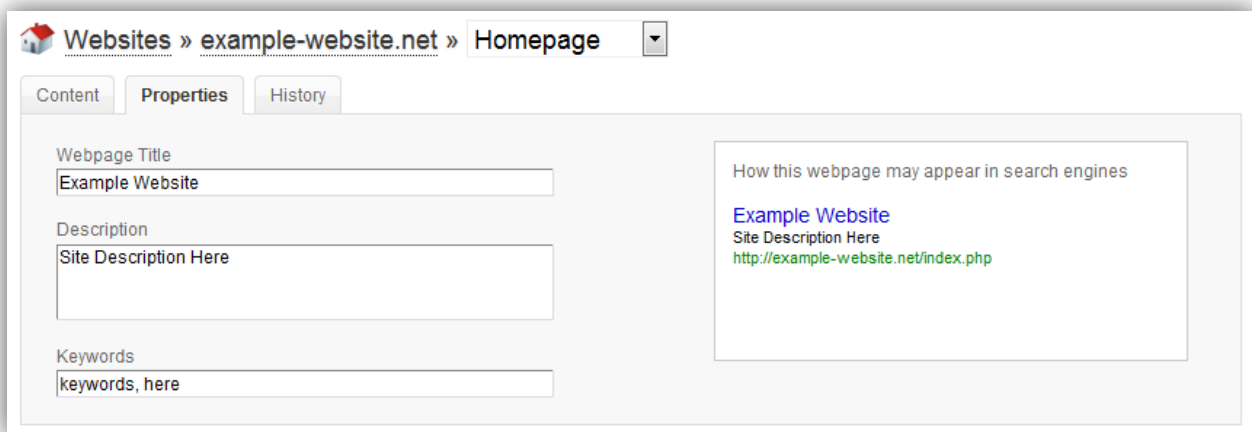 Websites » example-website.net » Homepage
Content Properties History
Webpage Title
Example Website
Description
Site Description Here
Keywords
keywords, here
How this webpage may appear in search engines
Example Website
Site Description Here
http://example-website.net/index.php